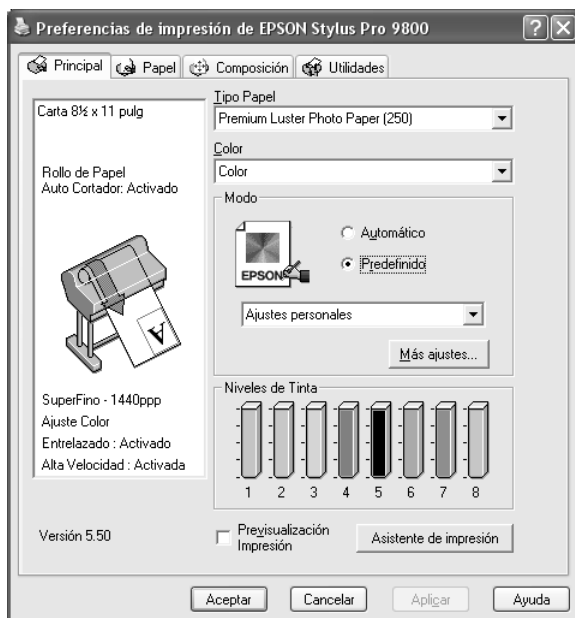 Preferencias de impresión de EPSON Stylus Pro 9800
Principal
Papel
Composición
Utilidades
Carta 8½ x 11 pulg
Rollo de Papel
Auto Cortador: Activado
A
SuperFino - 1440ppp
Ajuste Color
Entrelazado : Activado
Alta Velocidad : Activada
Versión 5.50
Tipo Papel
Premium Luster Photo Paper (250)
Color
Color
Modo
EPSON
Automático
Predefinido
Ajustes personales
Más ajustes...
Niveles de Tinta
1 2 3 4 5 6 7 8
Previsualización
Impresión
Asistente de impresión
Aceptar
Cancelar
Aplicar
Ayuda